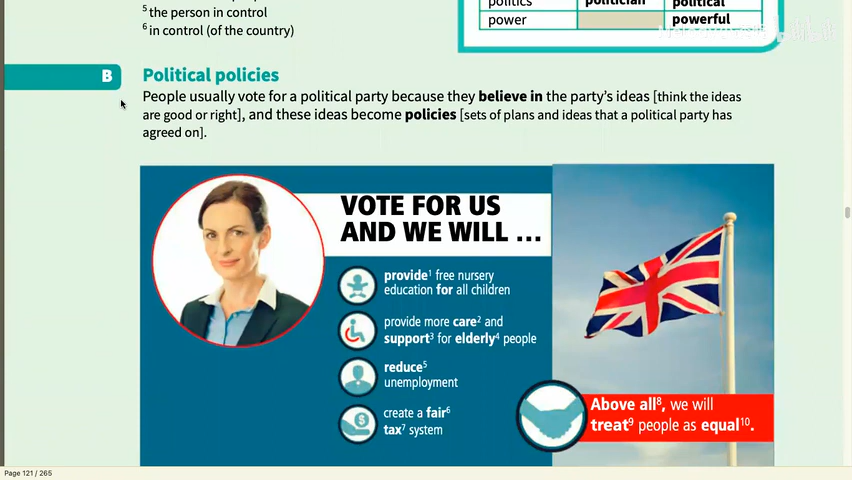 5 the person in control
6 in control (of the country)
politics politician political
power powerful
B
Political policies
People usually vote for a political party because they believe in the party's ideas [think the ideas
are good or right], and these ideas become policies [sets of plans and ideas that a political party has
agreed on].
VOTE FOR US
AND WE WILL ...
provide1 free nursery
education for all children
provide more care2 and
support3 for elderly4 people
reduce5
unemployment
create a fair6
tax7 system
Above all8, we will
treat9 people as equal10.
Page 121 / 265